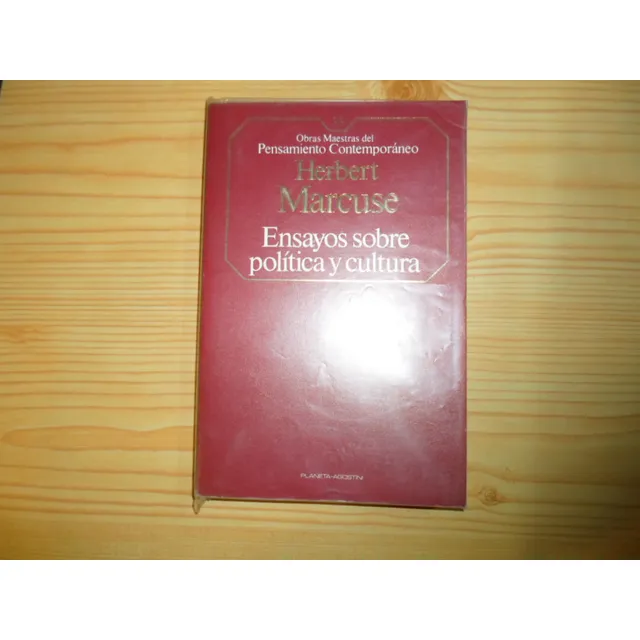 Obras Maestras del
Pensamiento Contemporáneo
Herbert
Marcuse
Ensayos sobre
política y cultura
PLANETA-AGOSTINI